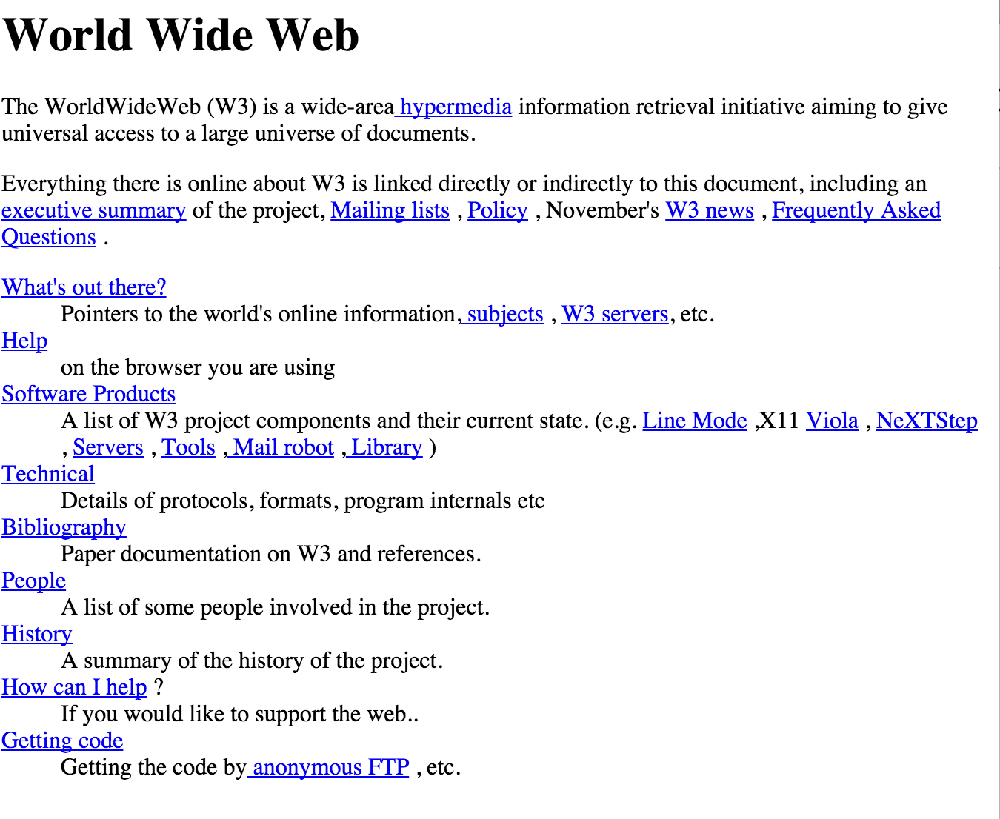 World Wide Web
The WorldWideWeb (W3) is a wide-area hypermedia information retrieval initiative aiming to give
universal access to a large universe of documents.
Everything there is online about W3 is linked directly or indirectly to this document, including an
executive summary of the project, Mailing lists , Policy , November's W3 news , Frequently Asked
Questions .
What's out there?
Pointers to the world's online information, subjects , W3 servers, etc.
Help
on the browser you are using
Software Products
A list of W3 project components and their current state. (e.g. Line Mode ,X11 Viola , NeXTStep
, Servers , Tools , Mail robot , Library )
Technical
Details of protocols, formats, program internals etc
Bibliography
Paper documentation on W3 and references.
People
A list of some people involved in the project.
History
A summary of the history of the project.
How can I help ?
If you would like to support the web..
Getting code
Getting the code by anonymous FTP , etc.